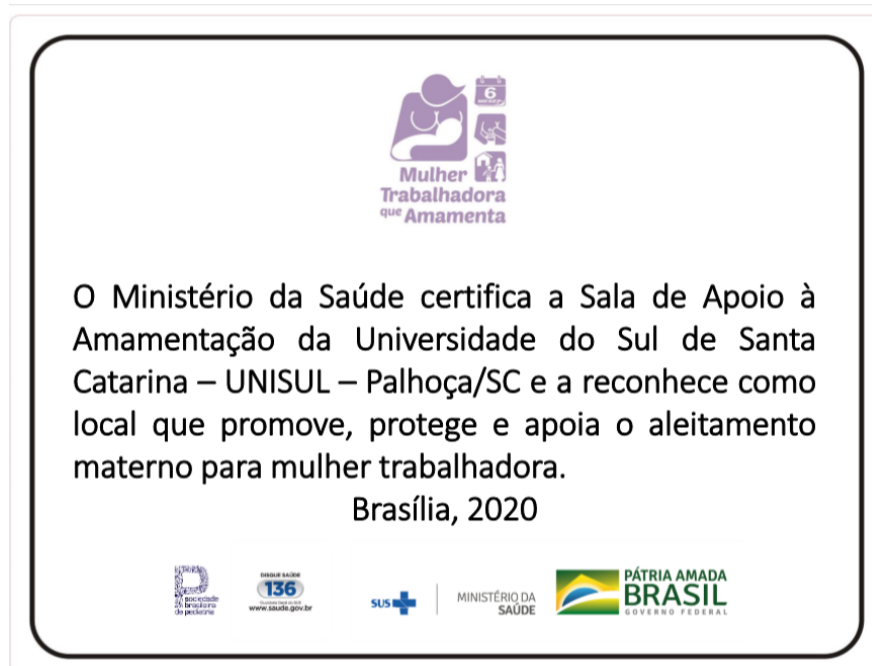 6
Mulher
Trabalhadora
que Amamenta
O Ministério da Saúde certifica a Sala de Apoio à
Amamentação da Universidade do Sul de Santa
Catarina – UNISUL – Palhoça/SC e a reconhece como
local que promove, protege e apoia o aleitamento
materno para mulher trabalhadora.
Brasília, 2020
sociedade
brasileira
de pediatria
DISQUE SAÚDE
136
www.saude.gov.br
SUS
MINISTÉRIO DA
SAÚDE
PÁTRIA AMADA
BRASIL
GOVERNO FEDERAL